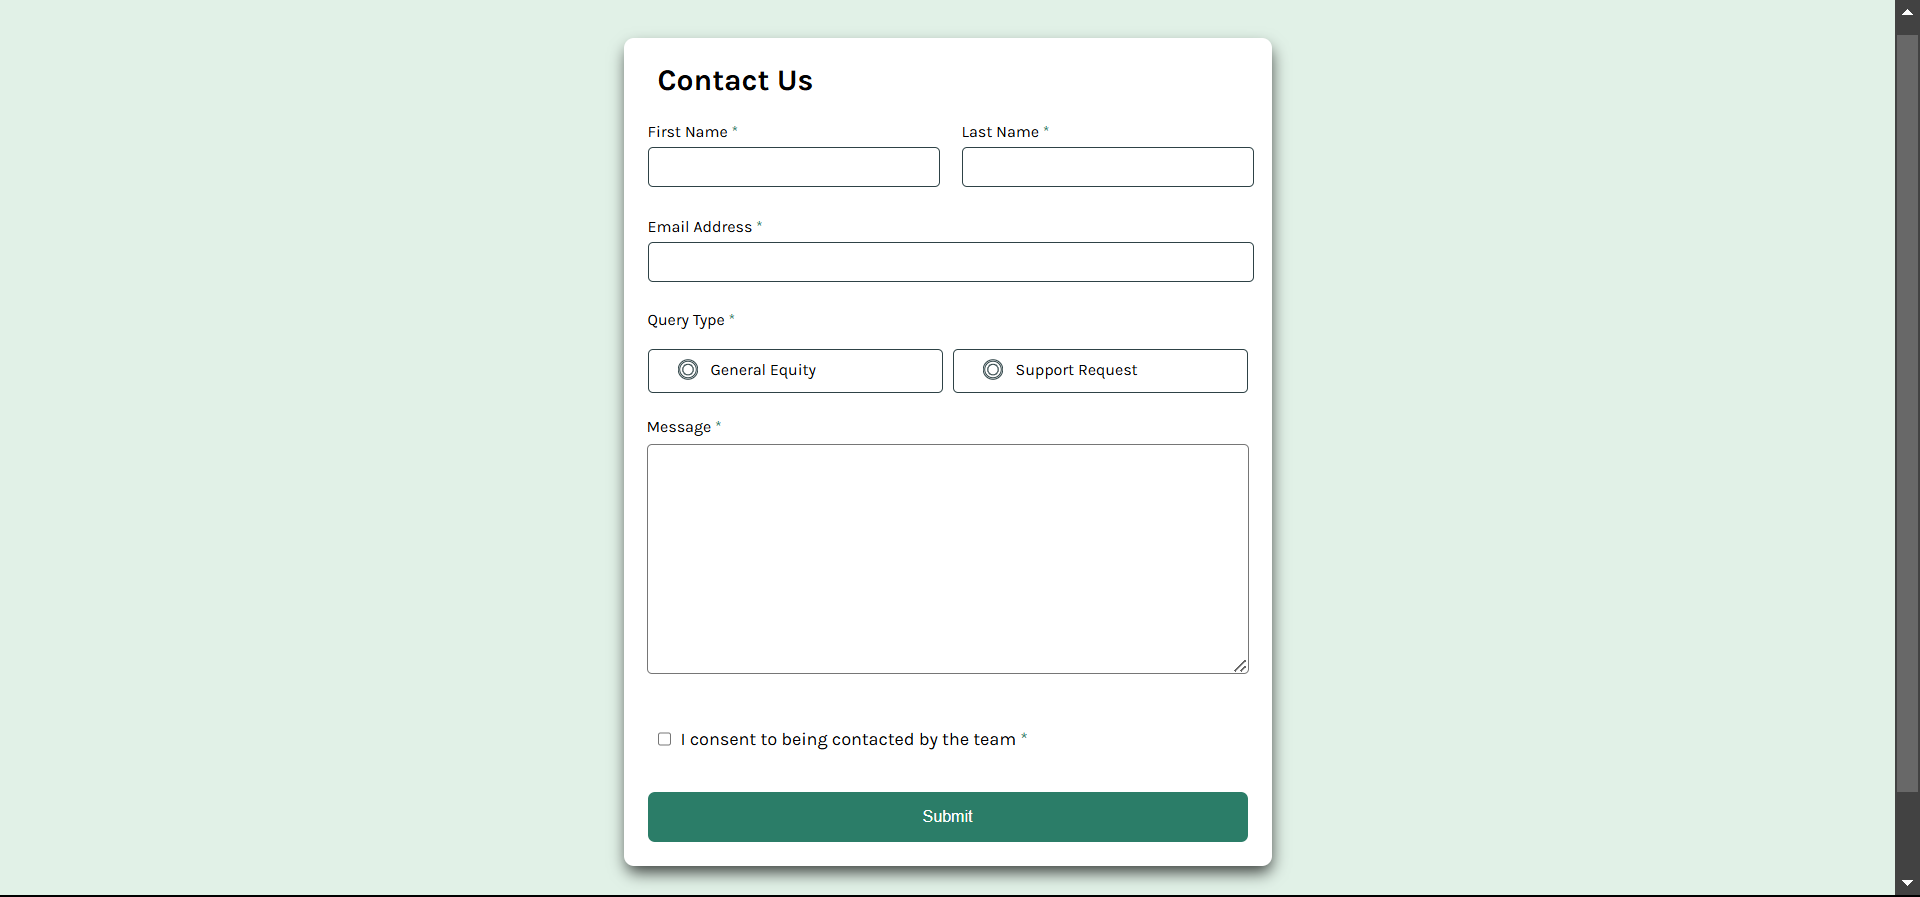 Contact Us
First Name * Last Name *
Email Address *
Query Type *
General Equity Support Request
Message *
I consent to being contacted by the team *
Submit